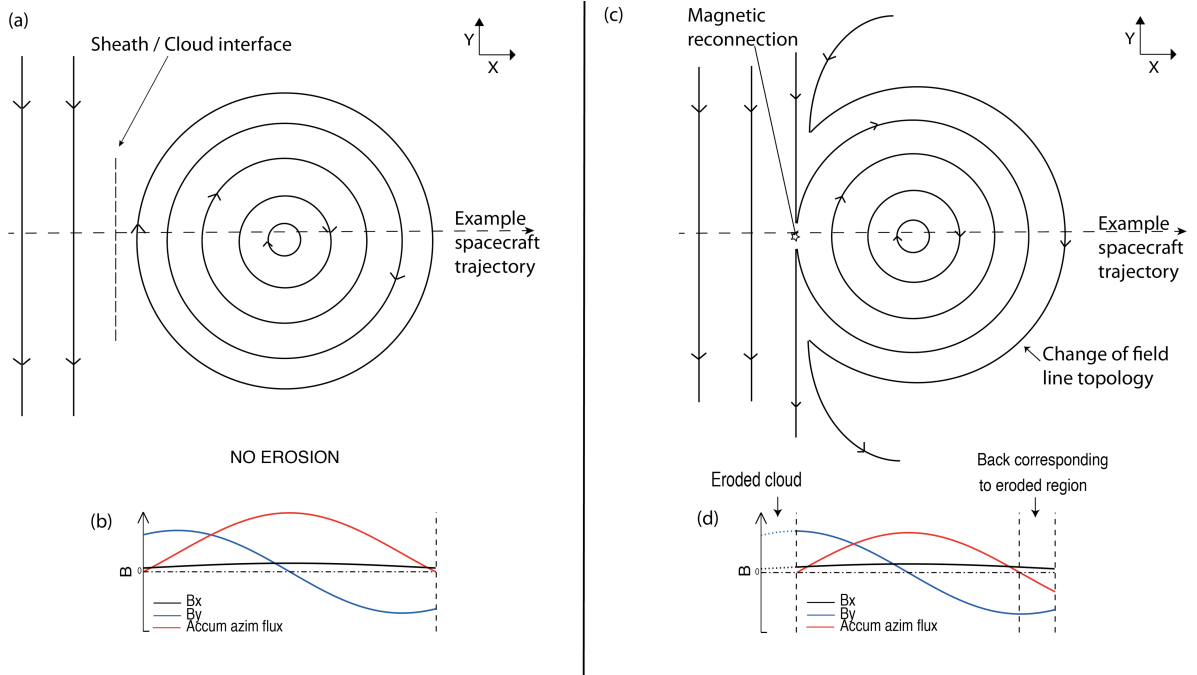 (a)
Sheath / Cloud interface
Y
X
Example
spacecraft
trajectory
NO EROSION
(b)
B
0
Bx
By
Accum azim flux
(c)
Magnetic
reconnection
Y
X
Example
spacecraft
trajectory
Change of field
line topology
Eroded cloud
Back corresponding
to eroded region
(d)
B
0
Bx
By
Accum azim flux